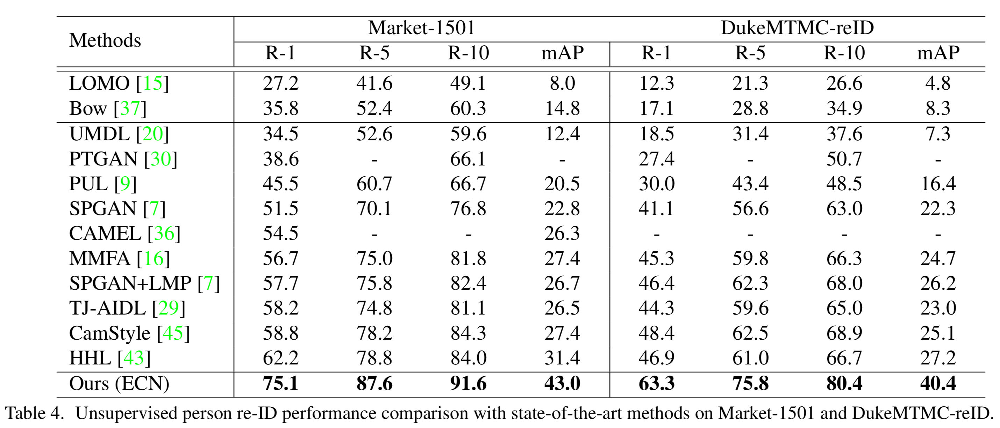 Methods Market-1501 DukeMTMC-reID
R-1 R-5 R-10 mAP R-1 R-5 R-10 mAP
LOMO [15] 27.2 41.6 49.1 8.0 12.3 21.3 26.6 4.8
Bow [37] 35.8 52.4 60.3 14.8 17.1 28.8 34.9 8.3
UMDL [20] 34.5 52.6 59.6 12.4 18.5 31.4 37.6 7.3
PTGAN [30] 38.6 - 66.1 - 27.4 - 50.7 -
PUL [9] 45.5 60.7 66.7 20.5 30.0 43.4 48.5 16.4
SPGAN [7] 51.5 70.1 76.8 22.8 41.1 56.6 63.0 22.3
CAMEL [36] 54.5 - - 26.3 - - - -
MMFA [16] 56.7 75.0 81.8 27.4 45.3 59.8 66.3 24.7
SPGAN+LMP [7] 57.7 75.8 82.4 26.7 46.4 62.3 68.0 26.2
TJ-AIDL [29] 58.2 74.8 81.1 26.5 44.3 59.6 65.0 23.0
CamStyle [45] 58.8 78.2 84.3 27.4 48.4 62.5 68.9 25.1
HHL [43] 62.2 78.8 84.0 31.4 46.9 61.0 66.7 27.2
Ours (ECN) 75.1 87.6 91.6 43.0 63.3 75.8 80.4 40.4
Table 4. Unsupervised person re-ID performance comparison with state-of-the-art methods on Market-1501 and DukeMTMC-reID.